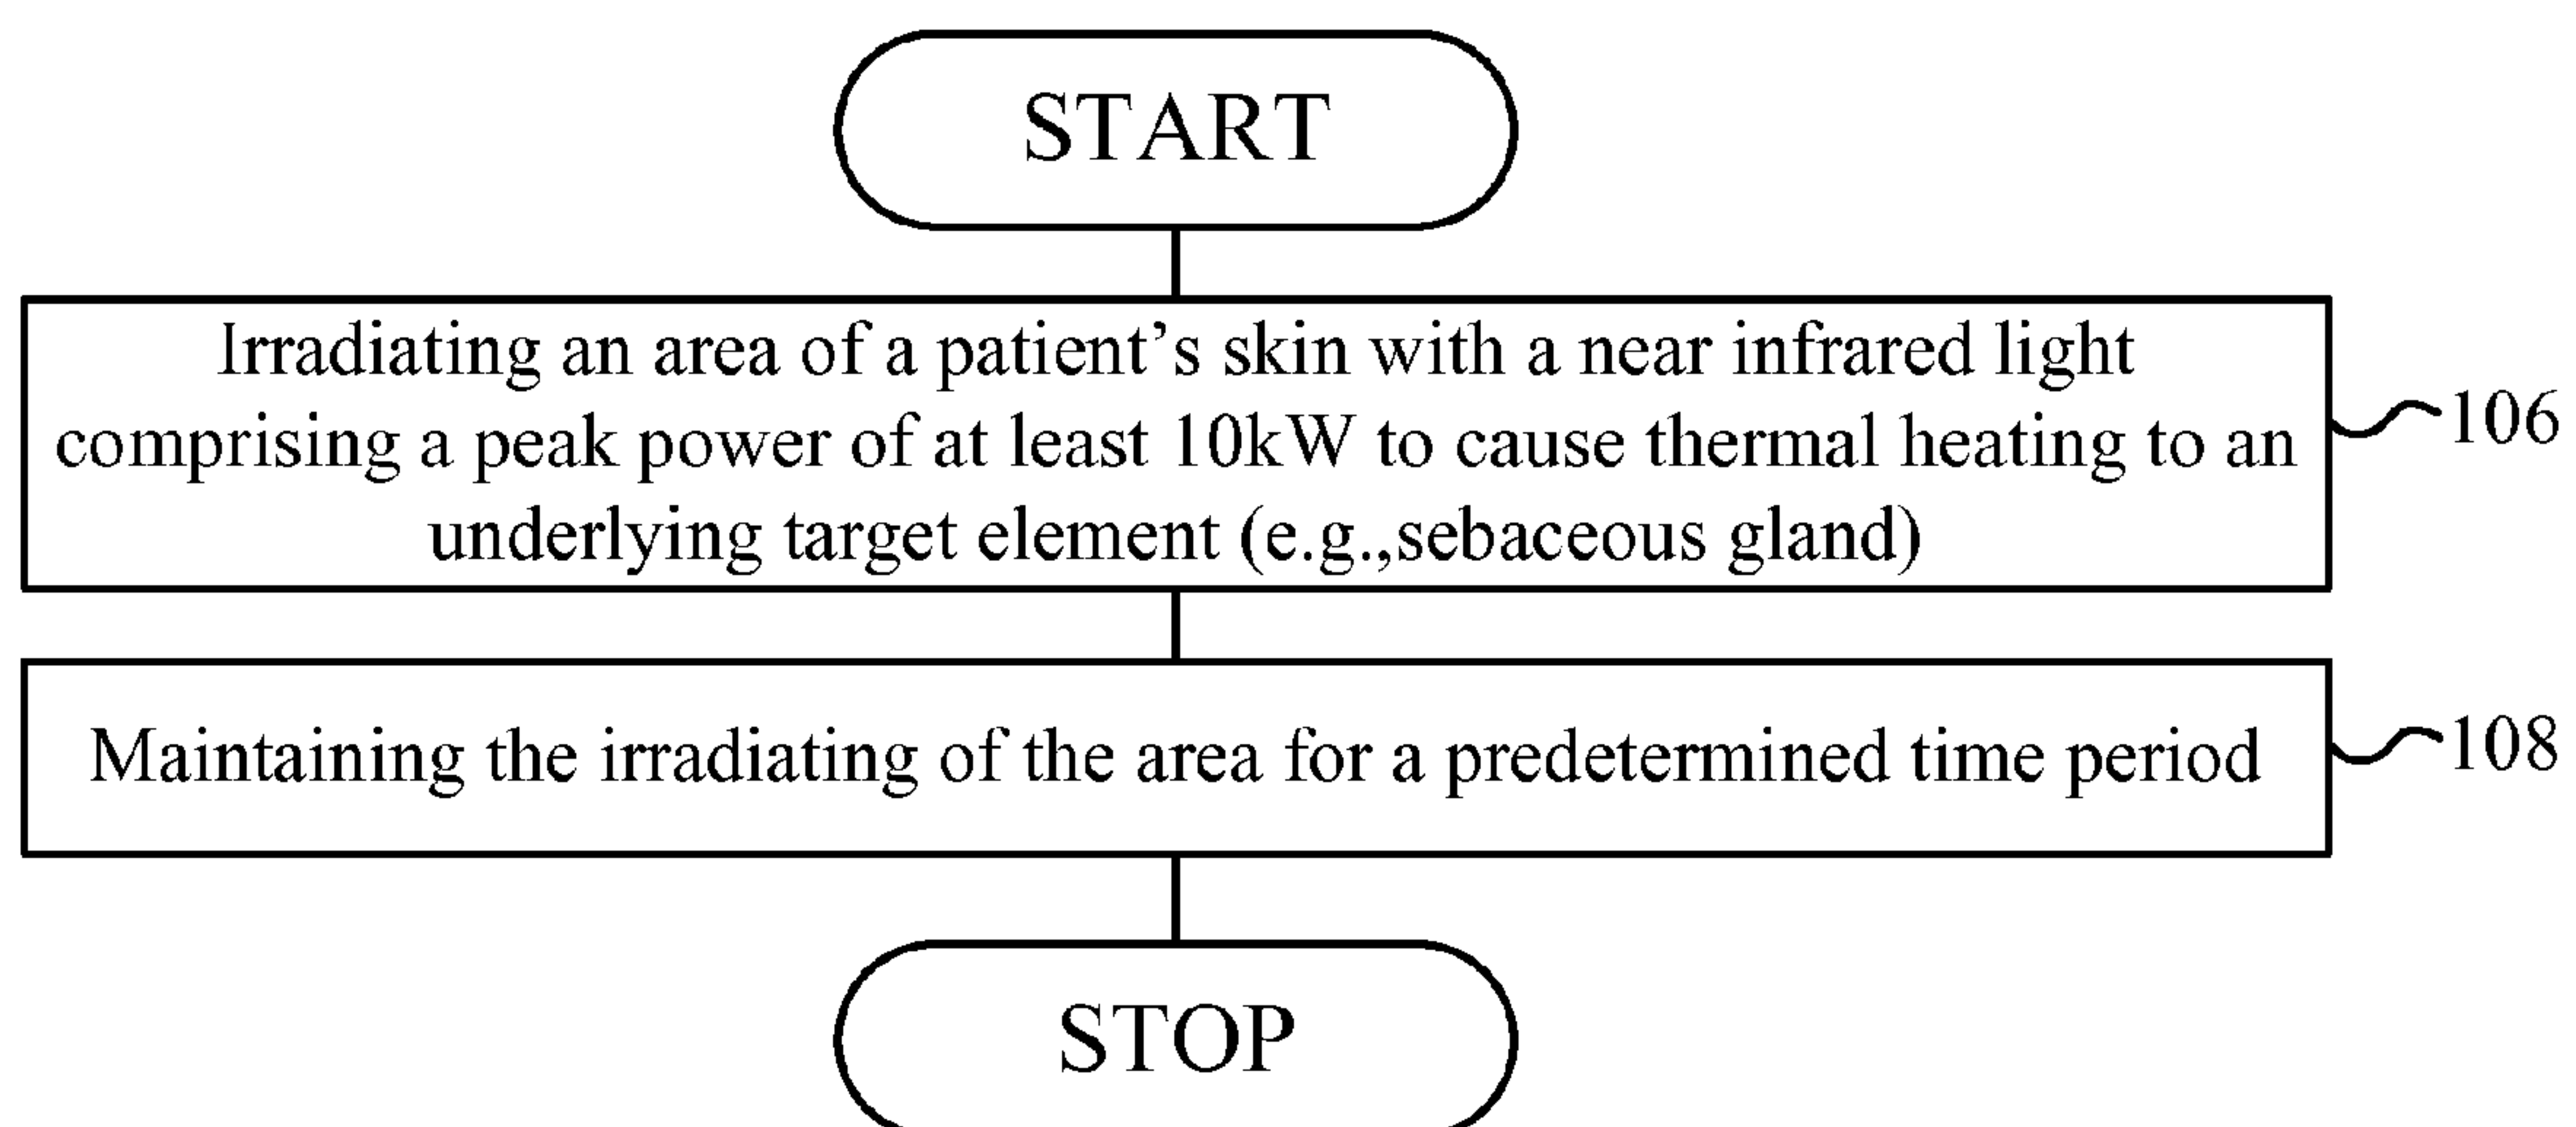 START
Irradiating an area of a patient’s skin with a near infrared light
comprising a peak power of at least 10kW to cause thermal heating to an
underlying target element (e.g.,sebaceous gland)
106
Maintaining the irradiating of the area for a predetermined time period
108
STOP